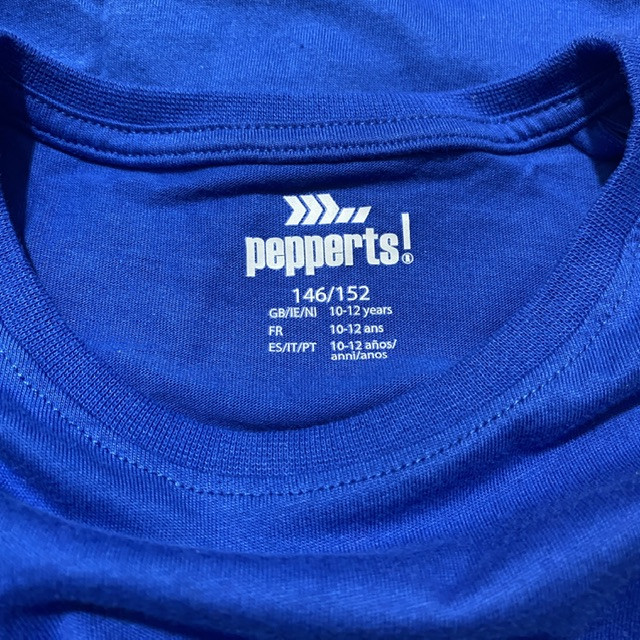 pepperts!®
146/152
GB/IE/NI 10-12 years
FR 10-12 ans
ES/IT/PT 10-12 años/
anni/anos